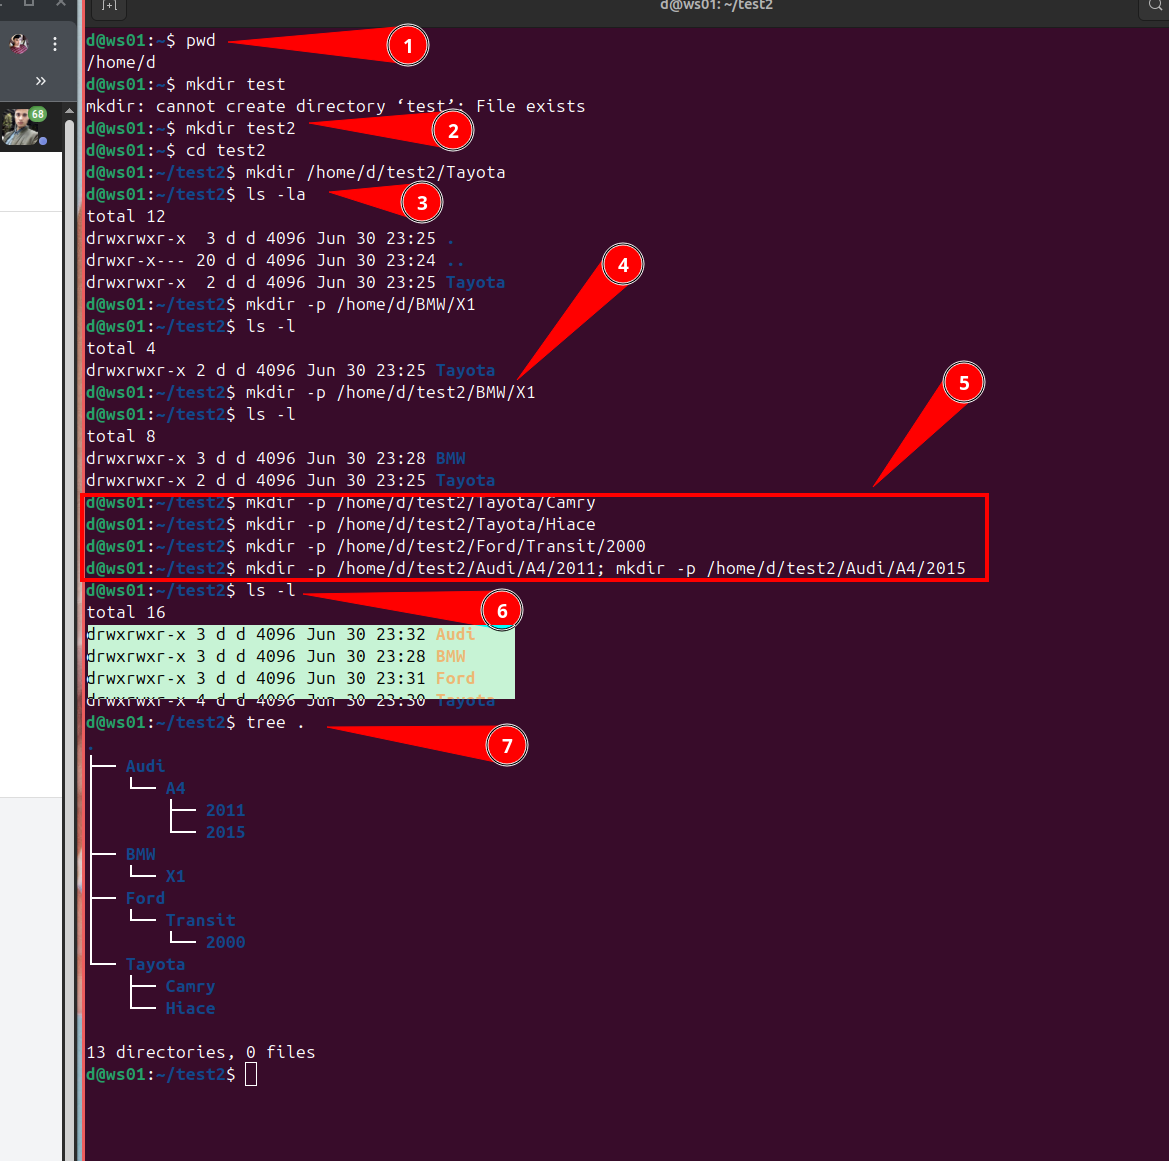 d@ws01: ~/test2
[+]
»
68
d@ws01:~$ pwd
1
/home/d
d@ws01:~$ mkdir test
mkdir: cannot create directory ‘test’: File exists
d@ws01:~$ mkdir test2
2
d@ws01:~$ cd test2
d@ws01:~/test2$ mkdir /home/d/test2/Tayota
d@ws01:~/test2$ ls -la
3
total 12
drwxrwxr-x  3 d d 4096 Jun 30 23:25 .
drwxr-x--- 20 d d 4096 Jun 30 23:24 ..
4
drwxrwxr-x  2 d d 4096 Jun 30 23:25 Tayota
d@ws01:~/test2$ mkdir -p /home/d/BMW/X1
d@ws01:~/test2$ ls -l
total 4
drwxrwxr-x 2 d d 4096 Jun 30 23:25 Tayota
5
d@ws01:~/test2$ mkdir -p /home/d/test2/BMW/X1
d@ws01:~/test2$ ls -l
total 8
drwxrwxr-x 3 d d 4096 Jun 30 23:28 BMW
drwxrwxr-x 2 d d 4096 Jun 30 23:25 Tayota
d@ws01:~/test2$ mkdir -p /home/d/test2/Tayota/Camry
d@ws01:~/test2$ mkdir -p /home/d/test2/Tayota/Hiace
d@ws01:~/test2$ mkdir -p /home/d/test2/Ford/Transit/2000
d@ws01:~/test2$ mkdir -p /home/d/test2/Audi/A4/2011; mkdir -p /home/d/test2/Audi/A4/2015
d@ws01:~/test2$ ls -l
6
total 16
drwxrwxr-x 3 d d 4096 Jun 30 23:32 Audi
drwxrwxr-x 3 d d 4096 Jun 30 23:28 BMW
drwxrwxr-x 3 d d 4096 Jun 30 23:31 Ford
drwxrwxr-x 4 d d 4096 Jun 30 23:30 Tayota
d@ws01:~/test2$ tree .
7
.
├── Audi
│   └── A4
│       ├── 2011
│       └── 2015
├── BMW
│   └── X1
├── Ford
│   └── Transit
│       └── 2000
└── Tayota
    ├── Camry
    └── Hiace
13 directories, 0 files
d@ws01:~/test2$